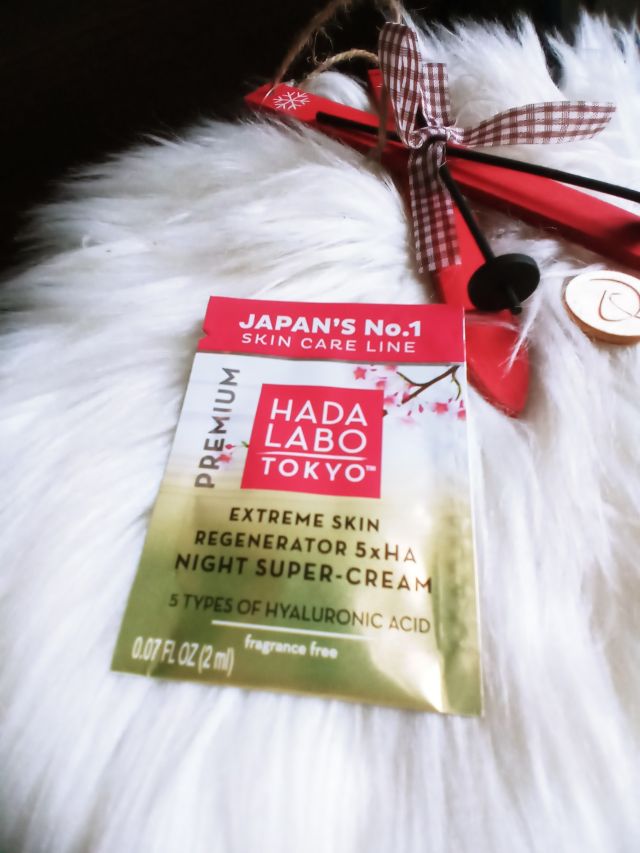 JAPAN'S No.1
SKIN CARE LINE
PREMIUM
HADA
LABO
TOKYO™
EXTREME SKIN
REGENERATOR 5xHA
NIGHT SUPER-CREAM
5 TYPES OF HYALURONIC ACID
fragrance free
0.07 FL OZ (2 ml)